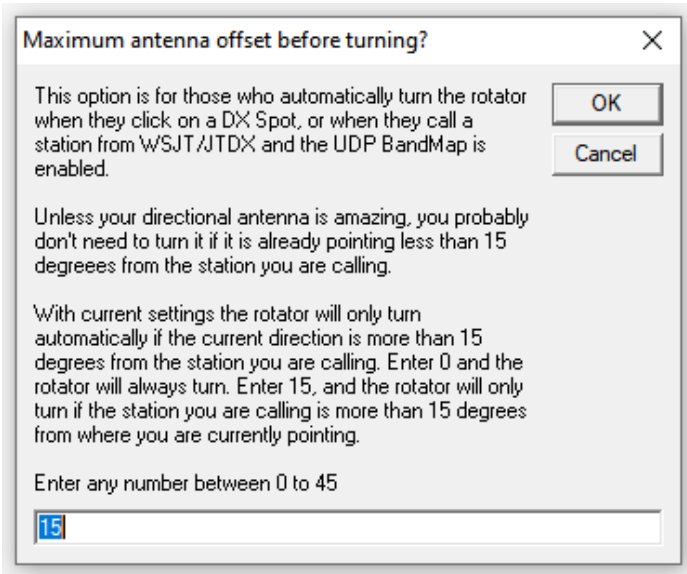 Maximum antenna offset before turning?
This option is for those who automatically turn the rotator
when they click on a DX Spot, or when they call a
station from WSJT/JTDX and the UDP BandMap is
enabled.
Unless your directional antenna is amazing, you probably
don't need to turn it if it is already pointing less than 15
degreees from the station you are calling.
With current settings the rotator will only turn
automatically if the current direction is more than 15
degrees from the station you are calling. Enter 0 and the
rotator will always turn. Enter 15, and the rotator will only
turn if the station you are calling is more than 15 degrees
from where you are currently pointing.
Enter any number between 0 to 45
OK
Cancel
15